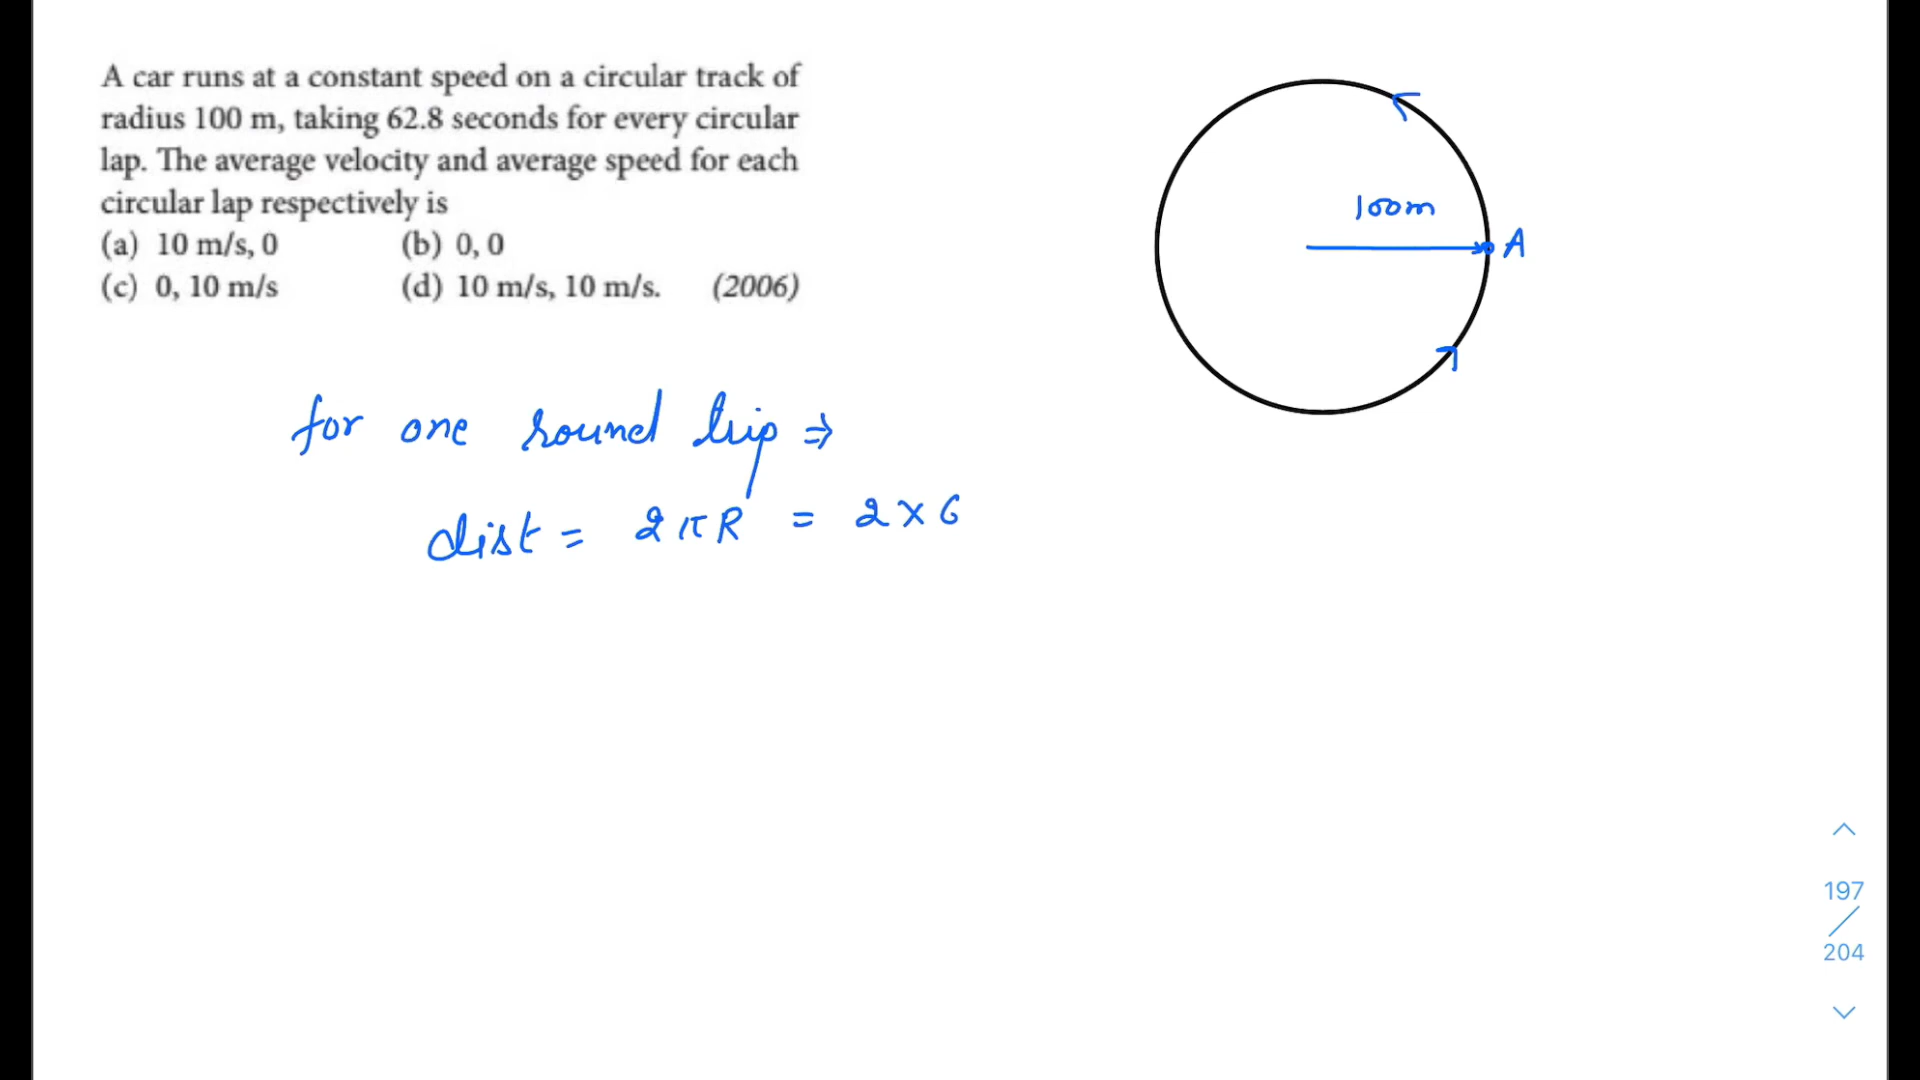 A car runs at a constant speed on a circular track of
radius 100 m, taking 62.8 seconds for every circular
lap. The average velocity and average speed for each
circular lap respectively is
(a) 10 m/s, 0 (b) 0, 0
(c) 0, 10 m/s (d) 10 m/s, 10 m/s. (2006)
100m
A
for one round trip ⇒
dist = 2πR = 2×6
197
/
204